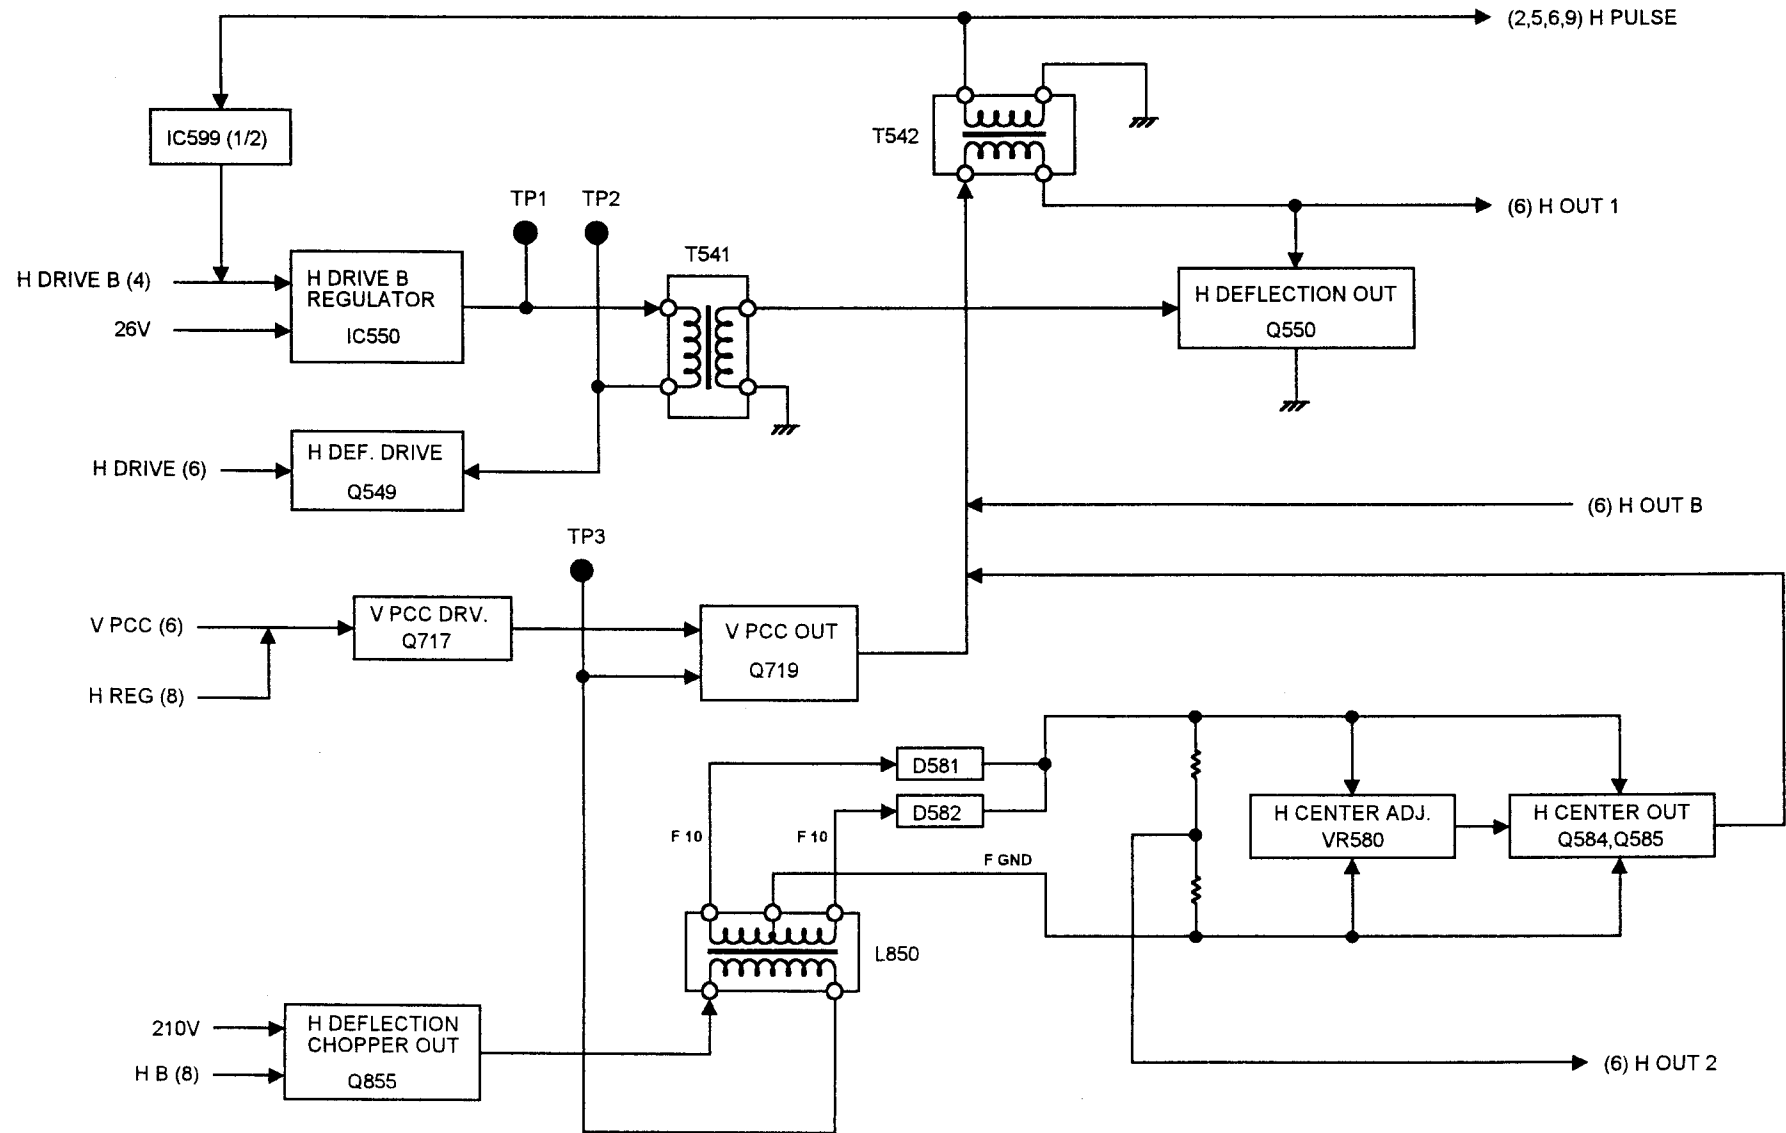 (2,5,6,9) H PULSE
IC599 (1/2)
T542
TP1
TP2
(6) H OUT 1
T541
H DRIVE B (4)
26V
H DRIVE B
REGULATOR
IC550
H DEFLECTION OUT
Q550
H DRIVE (6)
H DEF. DRIVE
Q549
(6) H OUT B
TP3
V PCC (6)
H REG (8)
V PCC DRV.
Q717
V PCC OUT
Q719
D581
D582
F 10
F 10
F GND
H CENTER ADJ.
VR580
H CENTER OUT
Q584,Q585
L850
210V
H B (8)
H DEFLECTION
CHOPPER OUT
Q855
(6) H OUT 2